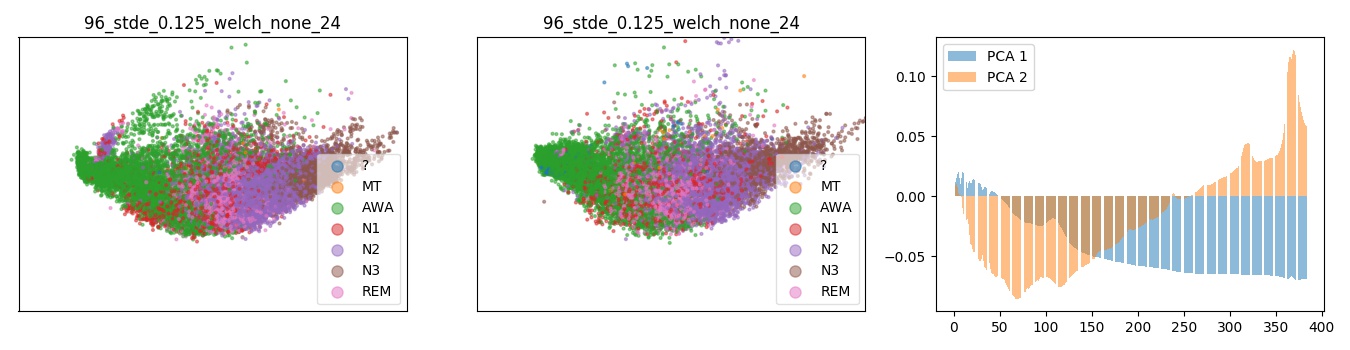 96_stde_0.125_welch_none_24
?
MT
AWA
N1
N2
N3
REM
96_stde_0.125_welch_none_24
?
MT
AWA
N1
N2
N3
REM
PCA 1
PCA 2
0.10
0.05
0.00
−0.05
0 50 100 150 200 250 300 350 400